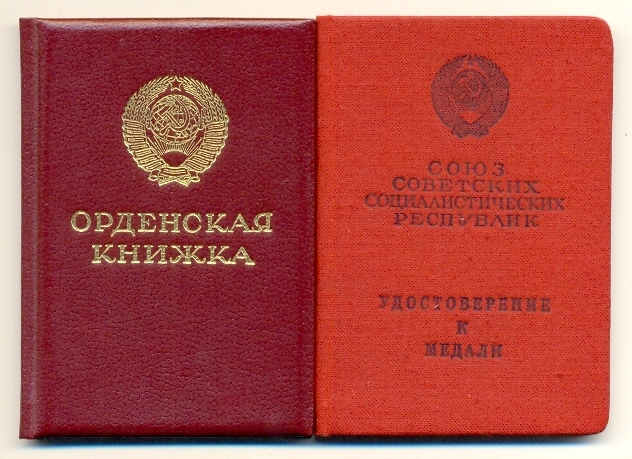 ОРДЕНСКАЯ
КНИЖКА
СОЮЗ
СОВЕТСКИХ
СОЦИАЛИСТИЧЕСКИХ
РЕСПУБЛИК
УДОСТОВЕРЕНИЕ
К
МЕДАЛИ